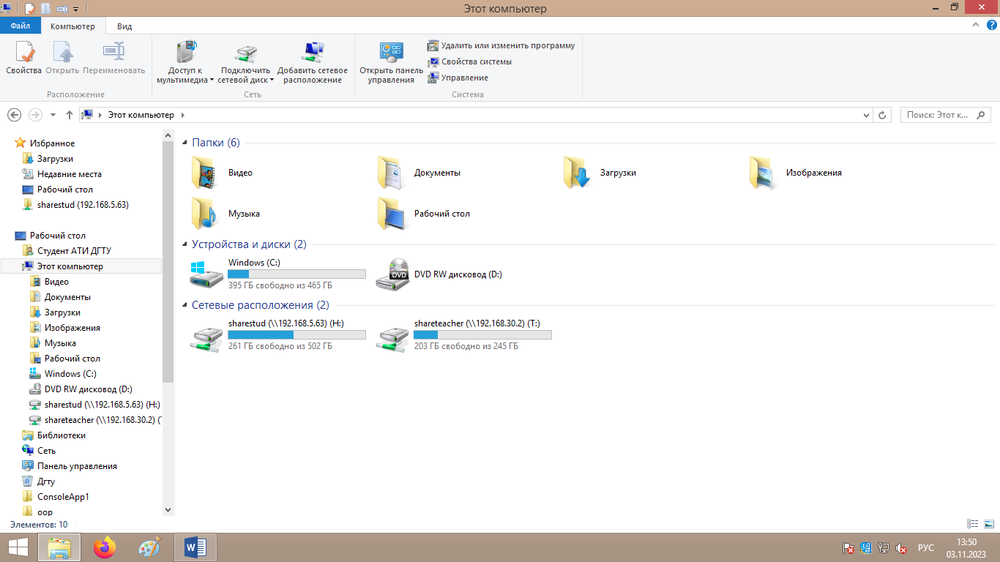 Этот компьютер
Файл
Компьютер
Вид
Свойства
Открыть
Переименовать
Расположение
Доступ к
мультимедиа
Подключить
сетевой диск
Добавить сетевое
расположение
Сеть
Открыть панель
управления
Удалить или изменить программу
Свойства системы
Управление
Система
Этот компьютер
Поиск: Этот к...
Избранное
Загрузки
Недавние места
Рабочий стол
sharestud (192.168.5.63)
Рабочий стол
Студент АТИ ДГТУ
Этот компьютер
Видео
Документы
Загрузки
Изображения
Музыка
Рабочий стол
Windows (C:)
DVD RW дисковод (D:)
sharestud (\\192.168.5.63) (H:)
shareteacher (\\192.168.30.2) (T
Библиотеки
Сеть
Панель управления
Дгту
ConsoleApp1
oop
Папки (6)
Видео
Документы
Загрузки
Изображения
Музыка
Рабочий стол
Устройства и диски (2)
Windows (C:)
395 ГБ свободно из 465 ГБ
DVD
DVD RW дисковод (D:)
Сетевые расположения (2)
sharestud (\\192.168.5.63) (H:)
261 ГБ свободно из 502 ГБ
shareteacher (\\192.168.30.2) (T:)
203 ГБ свободно из 245 ГБ
Элементов: 10
РУС
13:50
03.11.2023